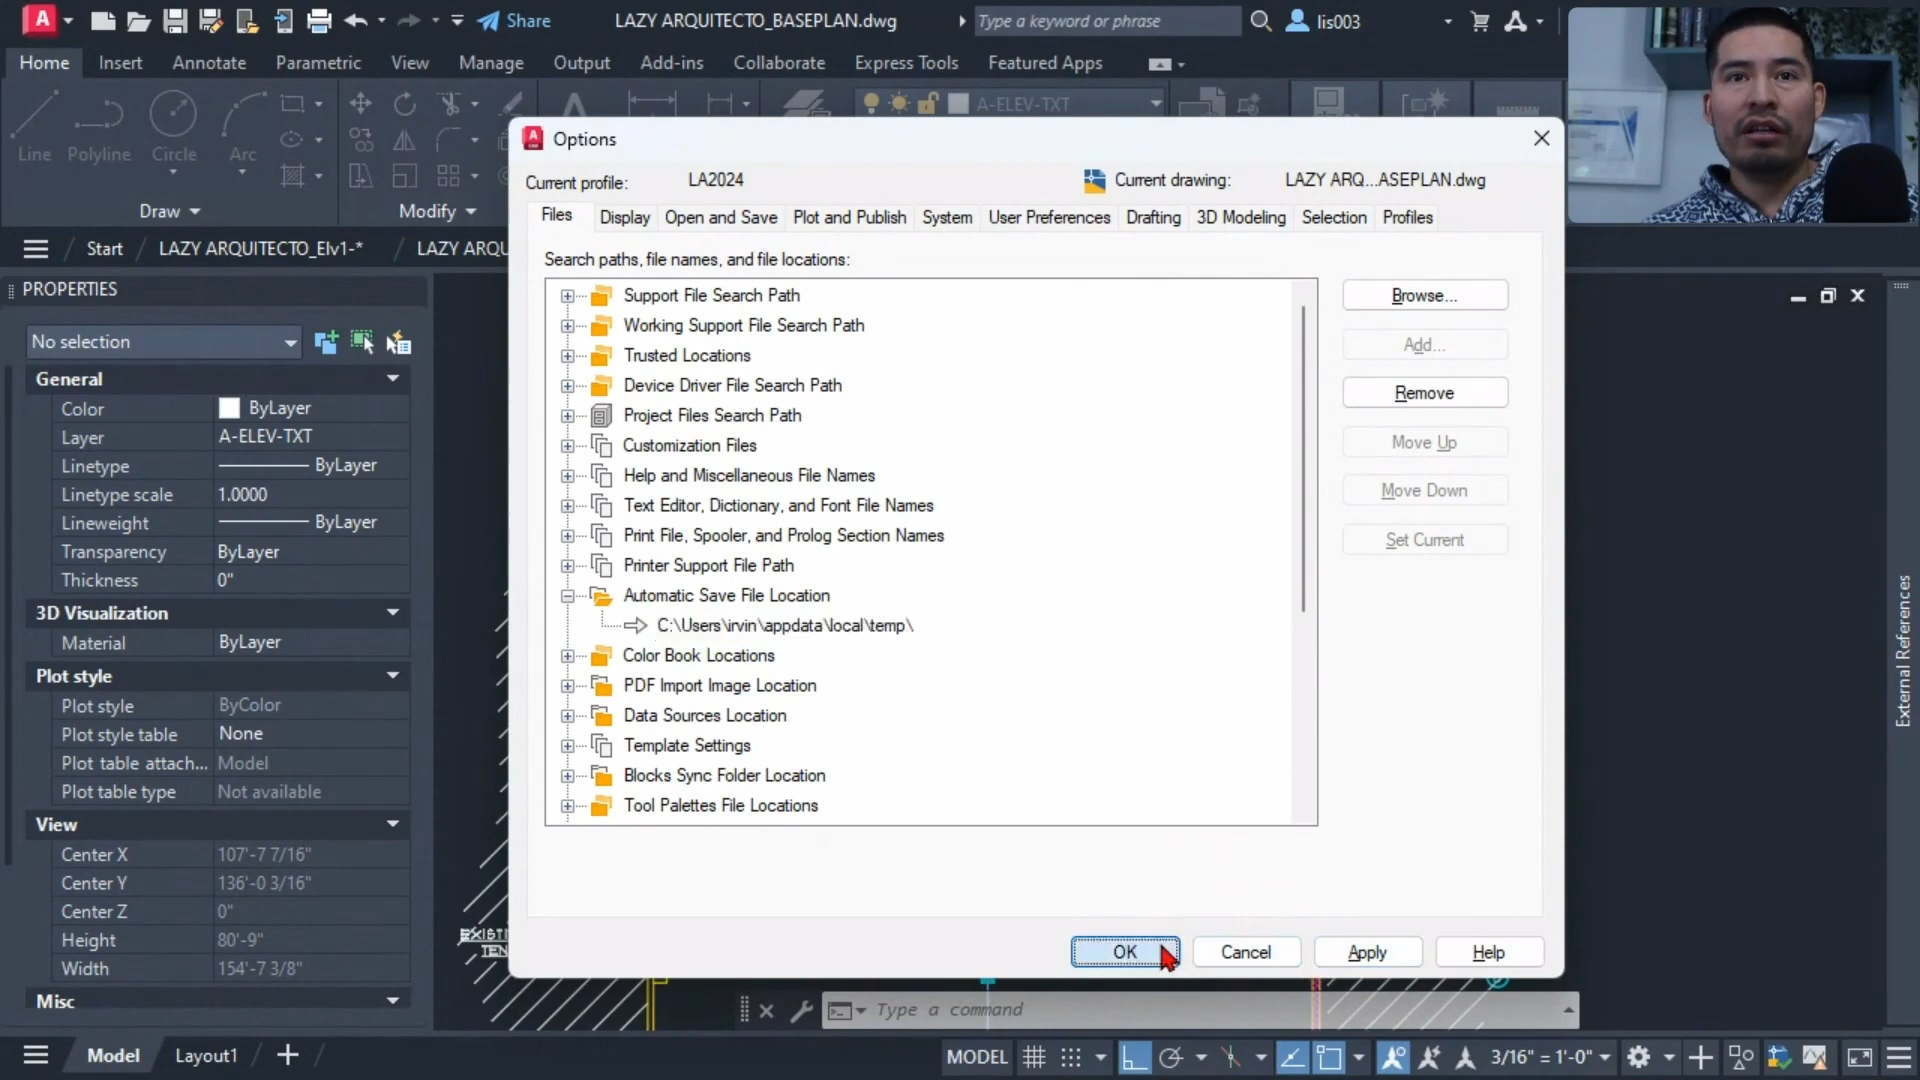 Share
LAZY ARQUITECTO_BASEPLAN.dwg
Type a keyword or phrase
lis003
Home
Insert
Annotate
Parametric
View
Manage
Output
Add-ins
Collaborate
Express Tools
Featured Apps
A-ELEV-TXT
Line
Polyline
Circle
Arc
Draw
Modify
Start
LAZY ARQUITECTO_Elv1-*
LAZY ARQU
PROPERTIES
No selection
General
Color ByLayer
Layer A-ELEV-TXT
Linetype ByLayer
Linetype scale 1.0000
Lineweight ByLayer
Transparency ByLayer
Thickness 0"
3D Visualization
Material ByLayer
Plot style
Plot style ByColor
Plot style table None
Plot table attach... Model
Plot table type Not available
View
Center X 107'-7 7/16"
Center Y 136'-0 3/16"
Center Z 0"
Height 80'-9"
Width 154'-7 3/8"
Misc
Options
Current profile: LA2024
Current drawing: LAZY ARQ...ASEPLAN.dwg
Files
Display
Open and Save
Plot and Publish
System
User Preferences
Drafting
3D Modeling
Selection
Profiles
Search paths, file names, and file locations:
Support File Search Path
Working Support File Search Path
Trusted Locations
Device Driver File Search Path
Project Files Search Path
Customization Files
Help and Miscellaneous File Names
Text Editor, Dictionary, and Font File Names
Print File, Spooler, and Prolog Section Names
Printer Support File Path
Automatic Save File Location
C:\Users\irvin\appdata\local\temp\
Color Book Locations
PDF Import Image Location
Data Sources Location
Template Settings
Blocks Sync Folder Location
Tool Palettes File Locations
Browse...
Add...
Remove
Move Up
Move Down
Set Current
OK
Cancel
Apply
Help
EXISTI
TEN
External References
Type a command
Model
Layout1
MODEL
3/16" = 1'-0"